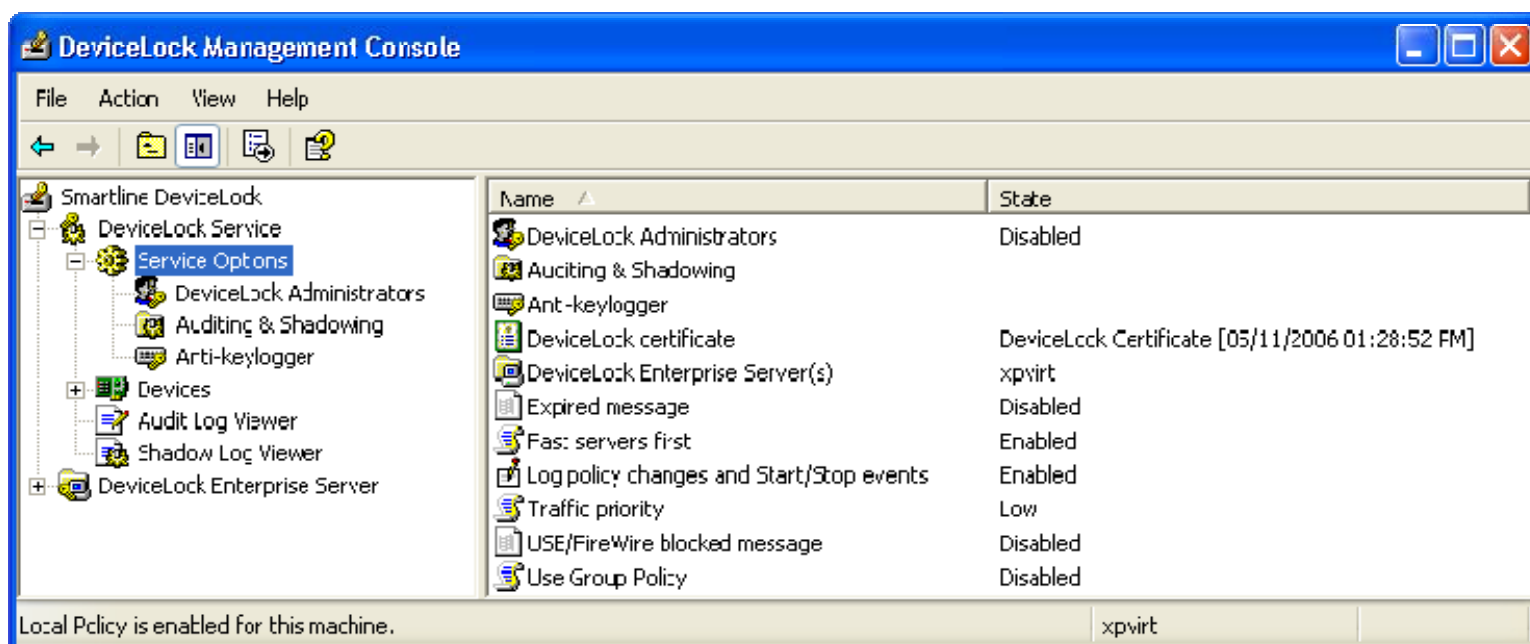 DeviceLock Management Console
File Action View Help
Smartline DeviceLock
DeviceLock Service
Service Options
DeviceLock Administrators
Auditing & Shadowing
Anti-keylogger
Devices
Audit Log Viewer
Shadow Log Viewer
DeviceLock Enterprise Server
Name State
DeviceLock Administrators Disabled
Auditing & Shadowing
Anti-keylogger
DeviceLock certificate DeviceLock Certificate [05/11/2006 01:28:52 PM]
DeviceLock Enterprise Server(s) xpvirt
Expired message Disabled
Fast servers first Enabled
Log policy changes and Start/Stop events Enabled
Traffic priority Low
USB/FireWire blocked message Disabled
Use Group Policy Disabled
Local Policy is enabled for this machine. xpvirt